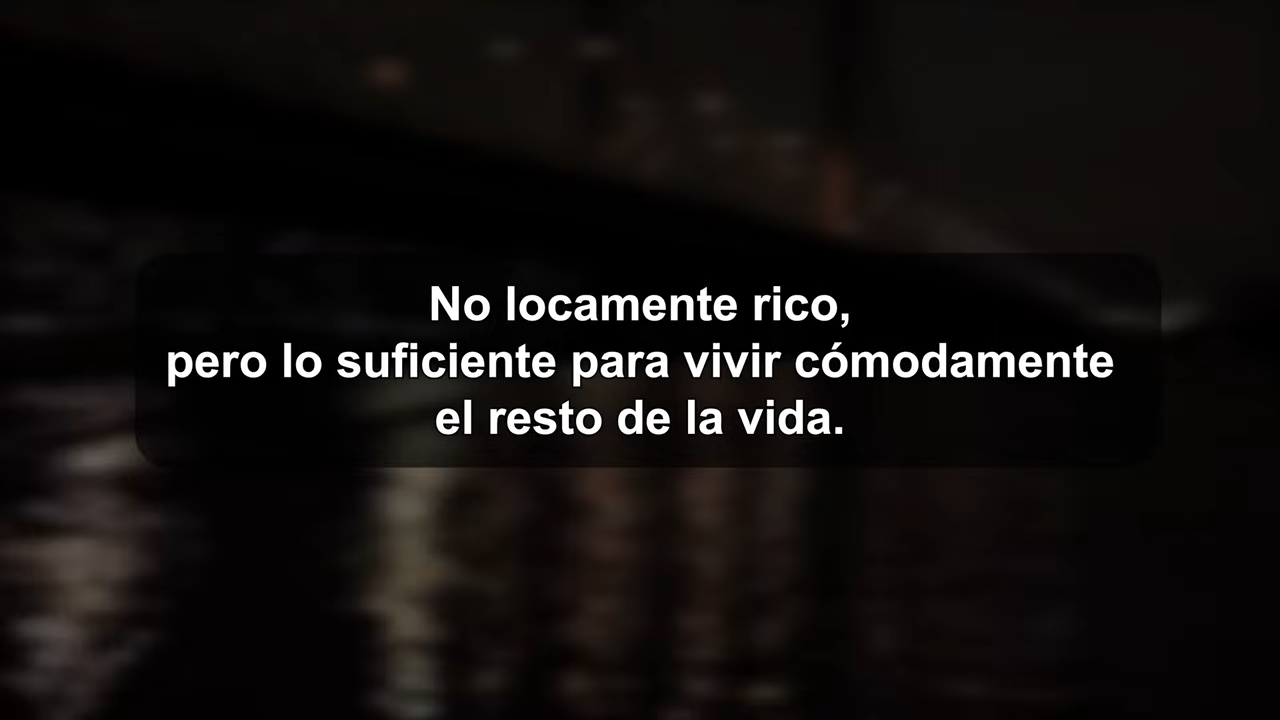 No locamente rico,
pero lo suficiente para vivir cómodamente
el resto de la vida.